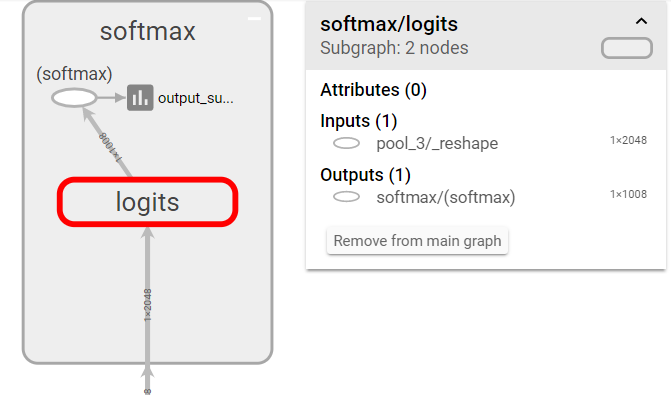 softmax
(softmax)
output_su...
1×1008
logits
1×2048
8
softmax/logits
Subgraph: 2 nodes
Attributes (0)
Inputs (1)
pool_3/_reshape
1×2048
Outputs (1)
softmax/(softmax)
1×1008
Remove from main graph